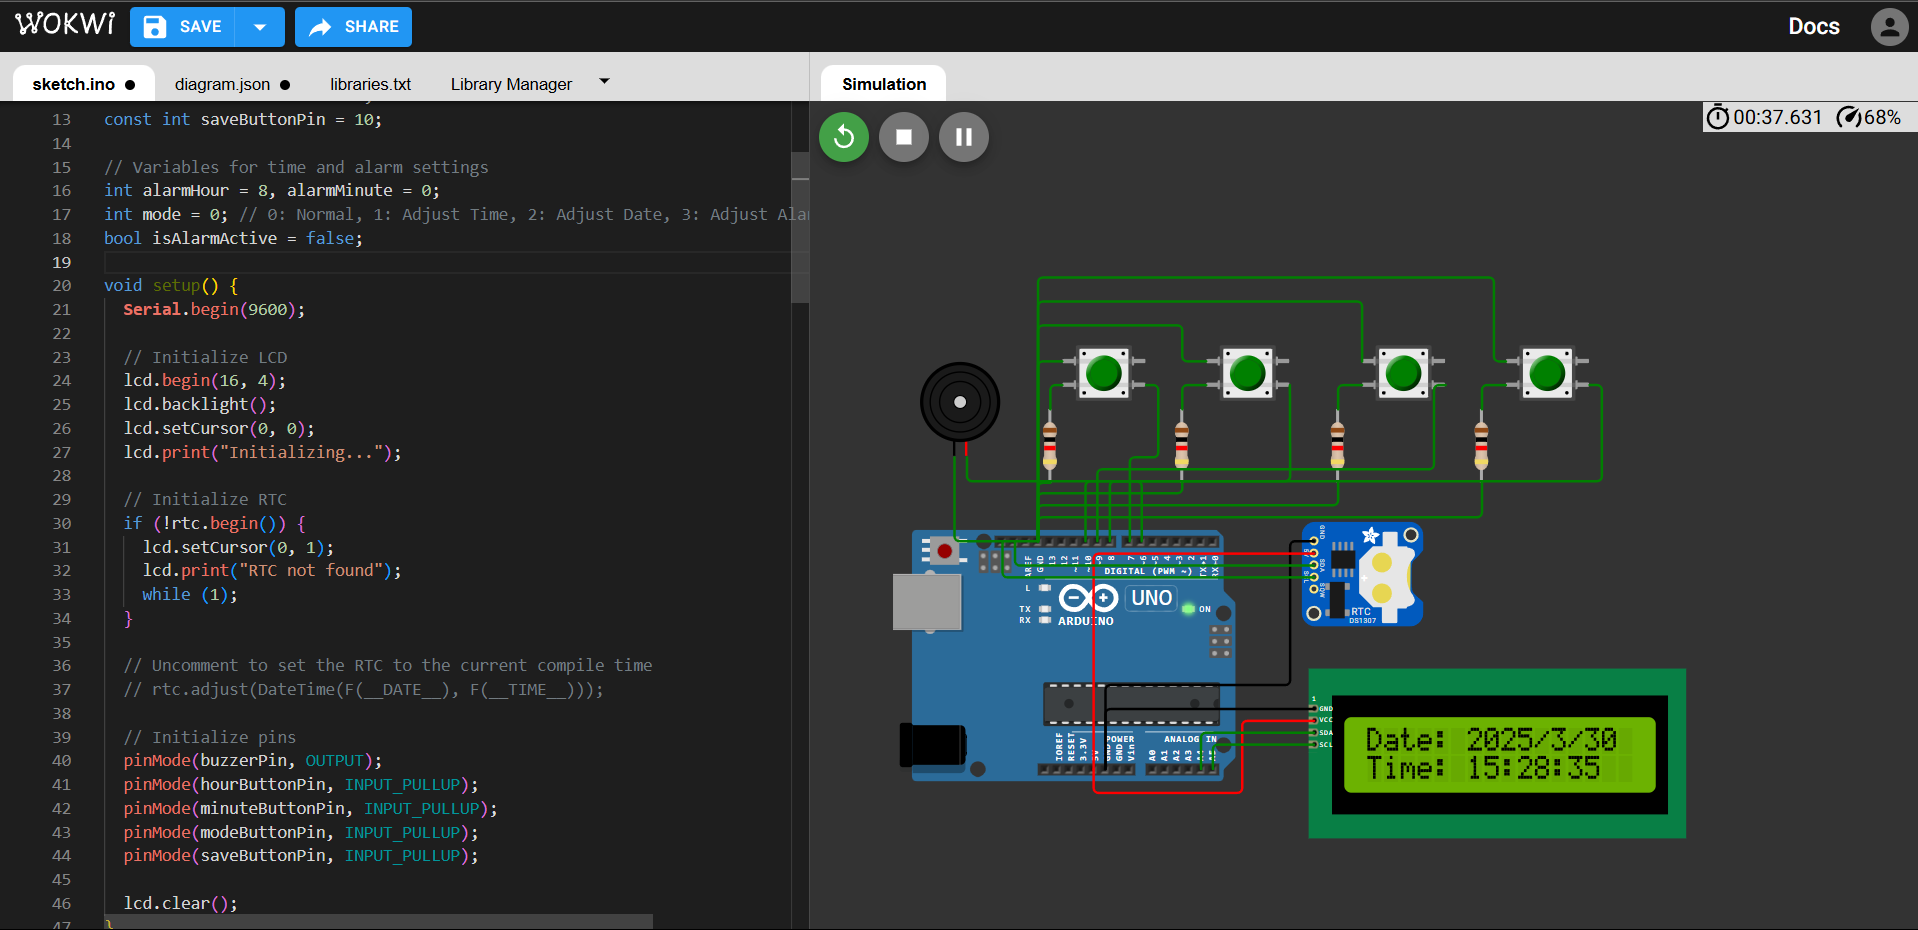 WOKWI SAVE SHARE Docs
sketch.ino diagram.json libraries.txt Library Manager
Simulation
00:37.631 68%
13 const int saveButtonPin = 10;
14
15 // Variables for time and alarm settings
16 int alarmHour = 8, alarmMinute = 0;
17 int mode = 0; // 0: Normal, 1: Adjust Time, 2: Adjust Date, 3: Adjust Ala
18 bool isAlarmActive = false;
19
20 void setup() {
21 Serial.begin(9600);
22
23 // Initialize LCD
24 lcd.begin(16, 4);
25 lcd.backlight();
26 lcd.setCursor(0, 0);
27 lcd.print("Initializing...");
28
29 // Initialize RTC
30 if (!rtc.begin()) {
31 lcd.setCursor(0, 1);
32 lcd.print("RTC not found");
33 while (1);
34 }
35
36 // Uncomment to set the RTC to the current compile time
37 // rtc.adjust(DateTime(F(__DATE__), F(__TIME__)));
38
39 // Initialize pins
40 pinMode(buzzerPin, OUTPUT);
41 pinMode(hourButtonPin, INPUT_PULLUP);
42 pinMode(minuteButtonPin, INPUT_PULLUP);
43 pinMode(modeButtonPin, INPUT_PULLUP);
44 pinMode(saveButtonPin, INPUT_PULLUP);
45
46 lcd.clear();
47 }
AREF
GND
13
12
~11
~10
~9
8
7
~6
~5
4
~3
2
TX→1
RX←0
DIGITAL (PWM ~)
L
TX
RX
UNO
ARDUINO
ON
IOREF
RESET
3.3V
GND
Vin
POWER
ANALOG IN
A0
A1
A2
A3
GND
SDA
SQW
RTC
DS1307
1
GND
VCC
SDA
SCL
Date: 2025/3/30
Time: 15:28:35